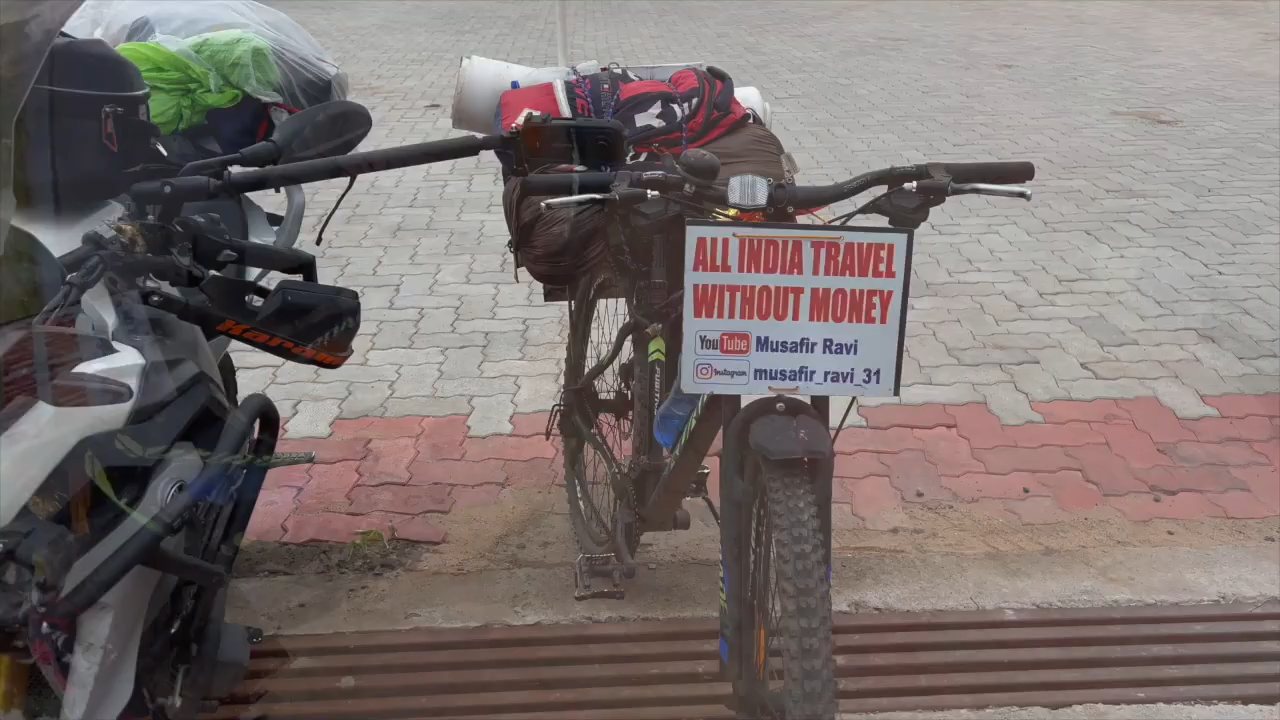 ALL INDIA TRAVEL
WITHOUT MONEY
YouTube Musafir Ravi
Instagram musafir_ravi_31
Karam